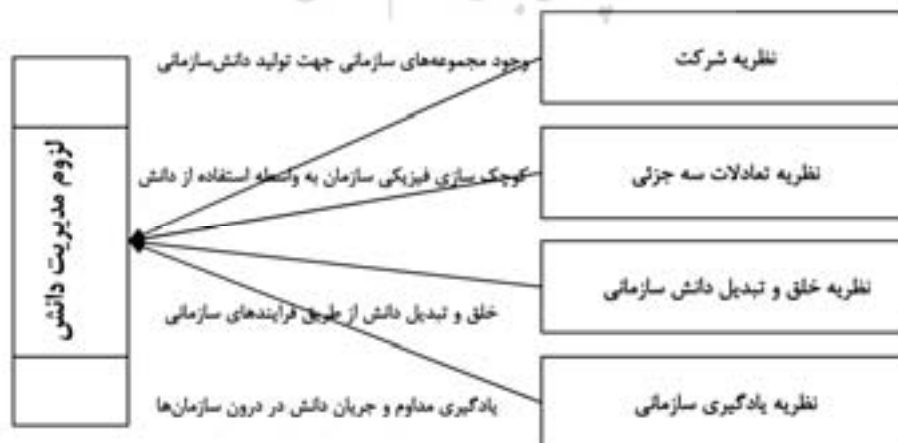 نظریه شرکت
وجود مجموعه‌های سازمانی جهت تولید دانش‌سازمانی
نظریه تعادلات سه جزئی
کوچک سازی فیزیکی سازمان به واسطه استفاده از دانش
لزوم مدیریت دانش
نظریه خلق و تبدیل دانش سازمانی
خلق و تبدیل دانش از طریق فرایندهای سازمانی
نظریه یادگیری سازمانی
یادگیری مداوم و جریان دانش در درون سازمان‌ها